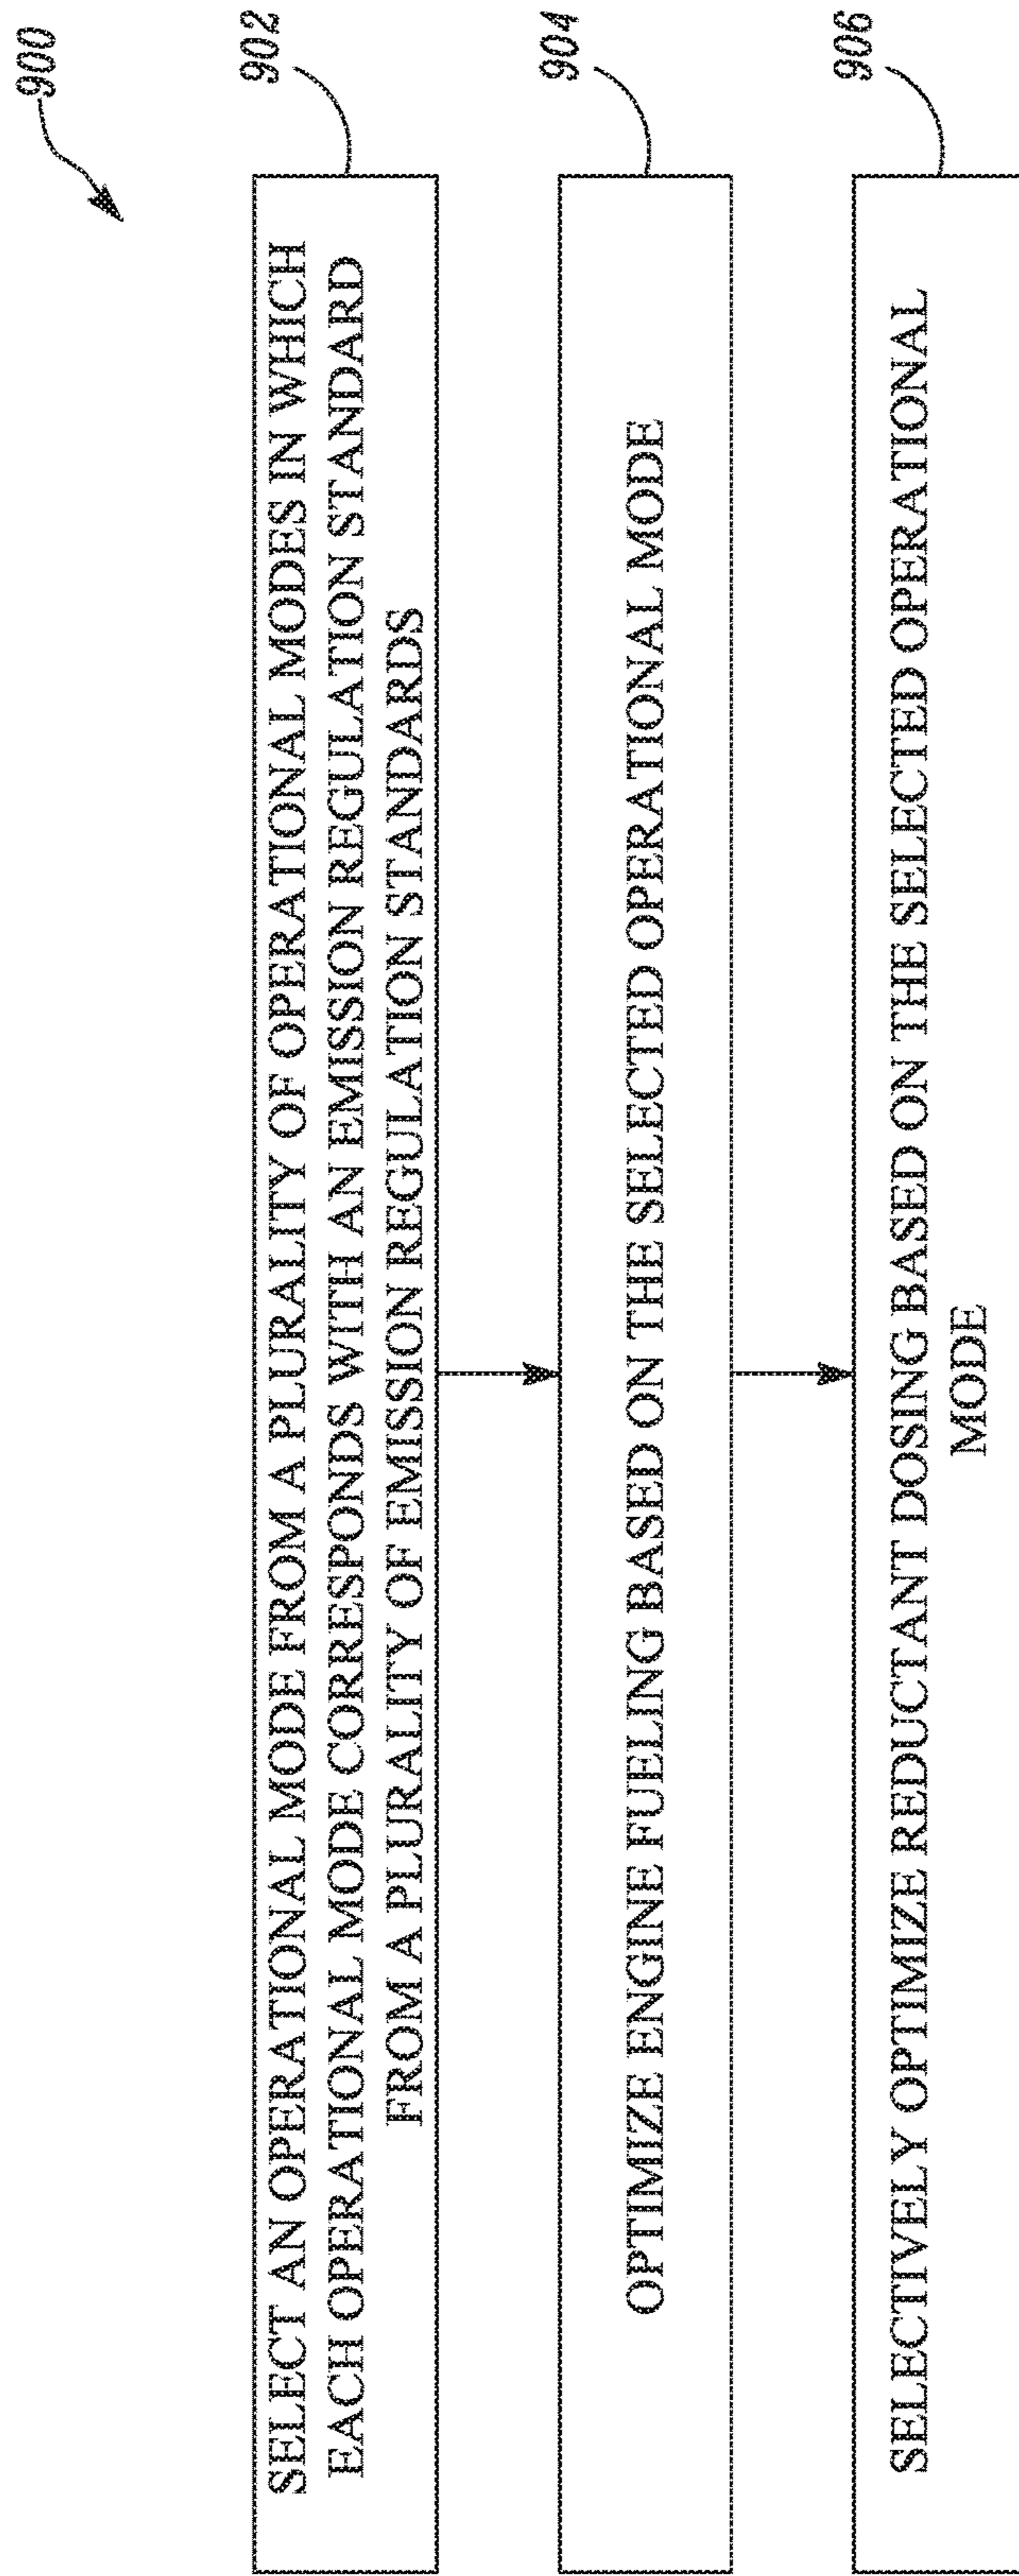 900
902
SELECT AN OPERATIONAL MODE FROM A PLURALITY OF OPERATIONAL MODES IN WHICH
EACH OPERATIONAL MODE CORRESPONDS WITH AN EMISSION REGULATION STANDARD
FROM A PLURALITY OF EMISSION REGULATION STANDARDS
904
OPTIMIZE ENGINE FUELING BASED ON THE SELECTED OPERATIONAL MODE
906
SELECTIVELY OPTIMIZE REDUCTANT DOSING BASED ON THE SELECTED OPERATIONAL
MODE